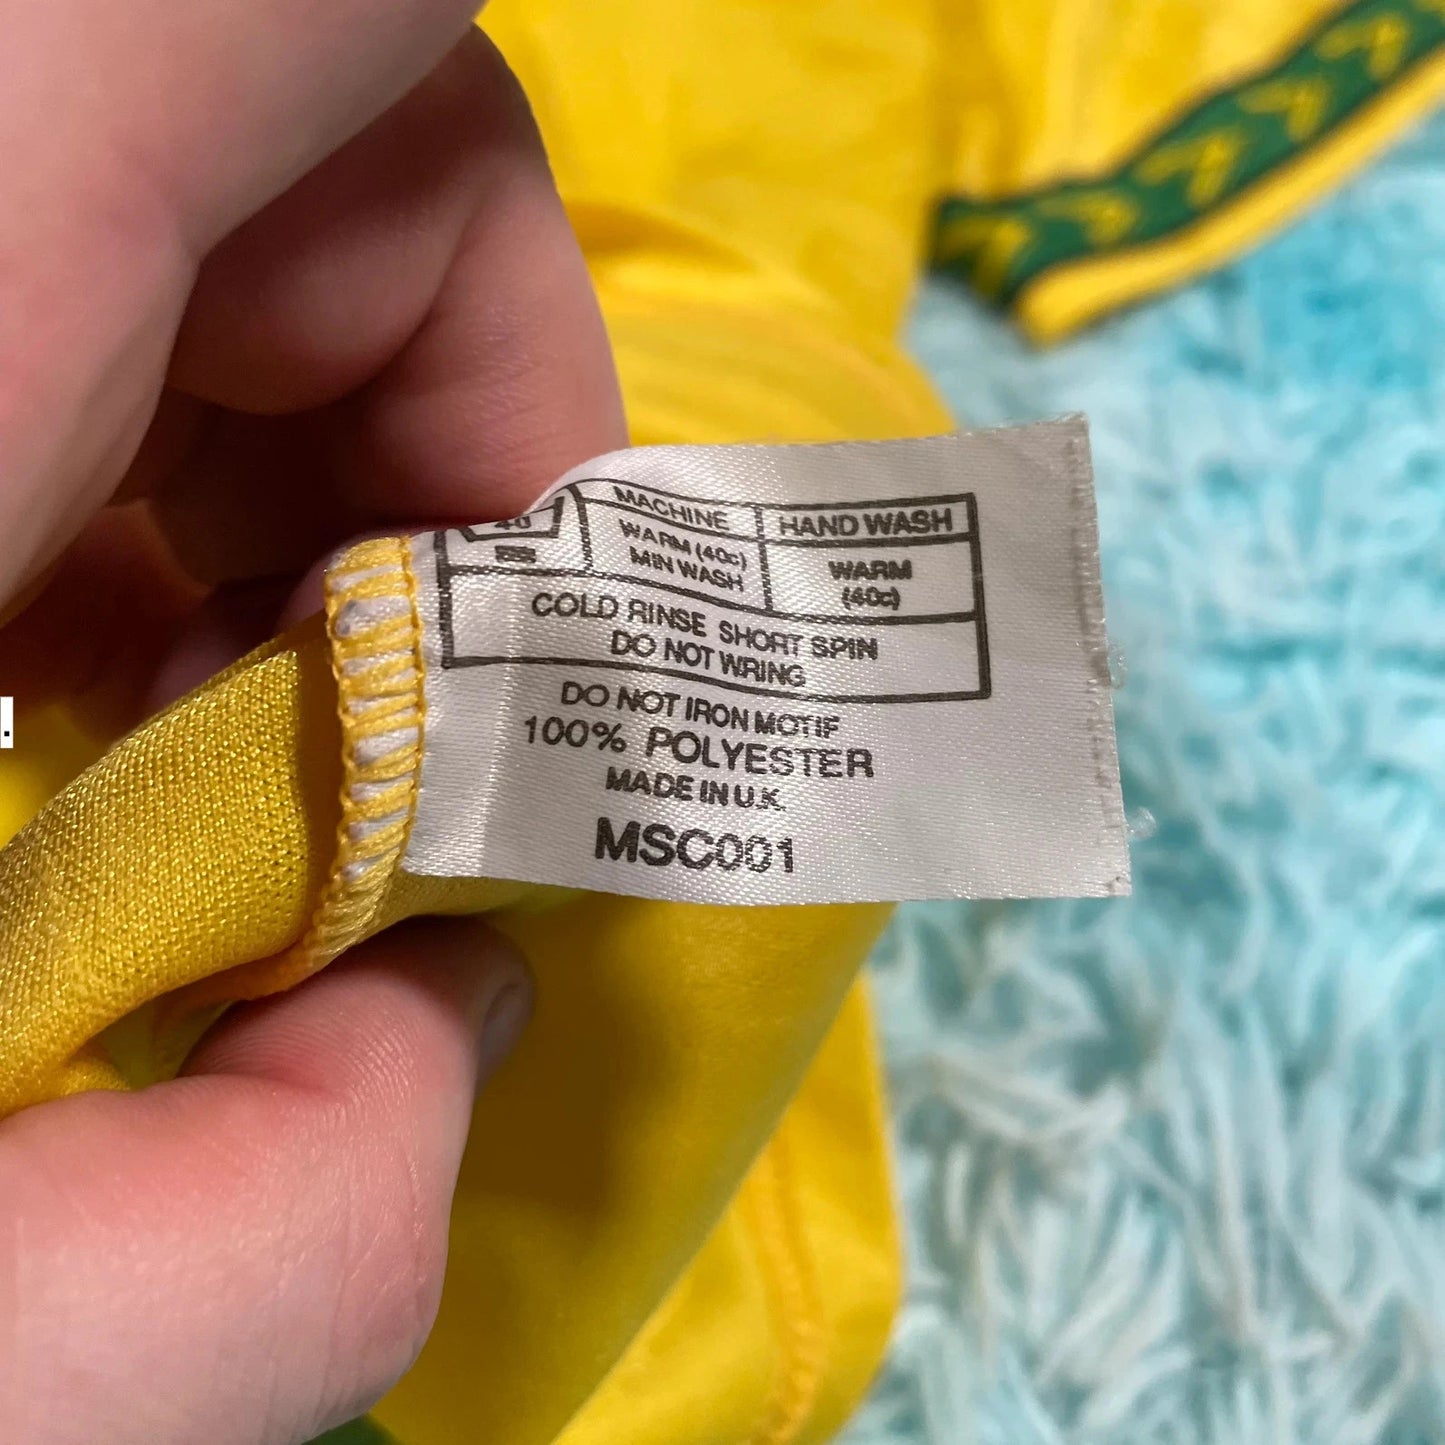 40
MACHINE
WARM (40c)
MIN WASH
HAND WASH
WARM
(40c)
COLD RINSE SHORT SPIN
DO NOT WRING
DO NOT IRON MOTIF
100% POLYESTER
MADE IN U.K.
MSC001
.